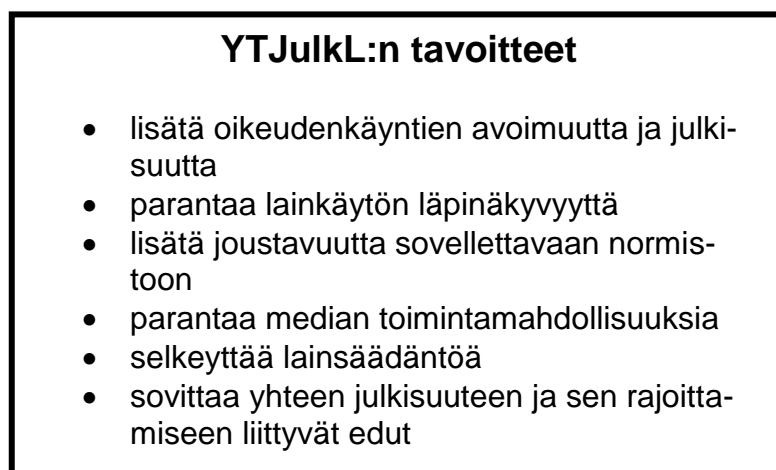 YTJulkL:n tavoitteet
• lisätä oikeudenkäyntien avoimuutta ja julki-
suutta
• parantaa lainkäytön läpinäkyvyyttä
• lisätä joustavuutta sovellettavaan normis-
toon
• parantaa median toimintamahdollisuuksia
• selkeyttää lainsäädäntöä
• sovittaa yhteen julkisuuteen ja sen rajoitta-
miseen liittyvät edut